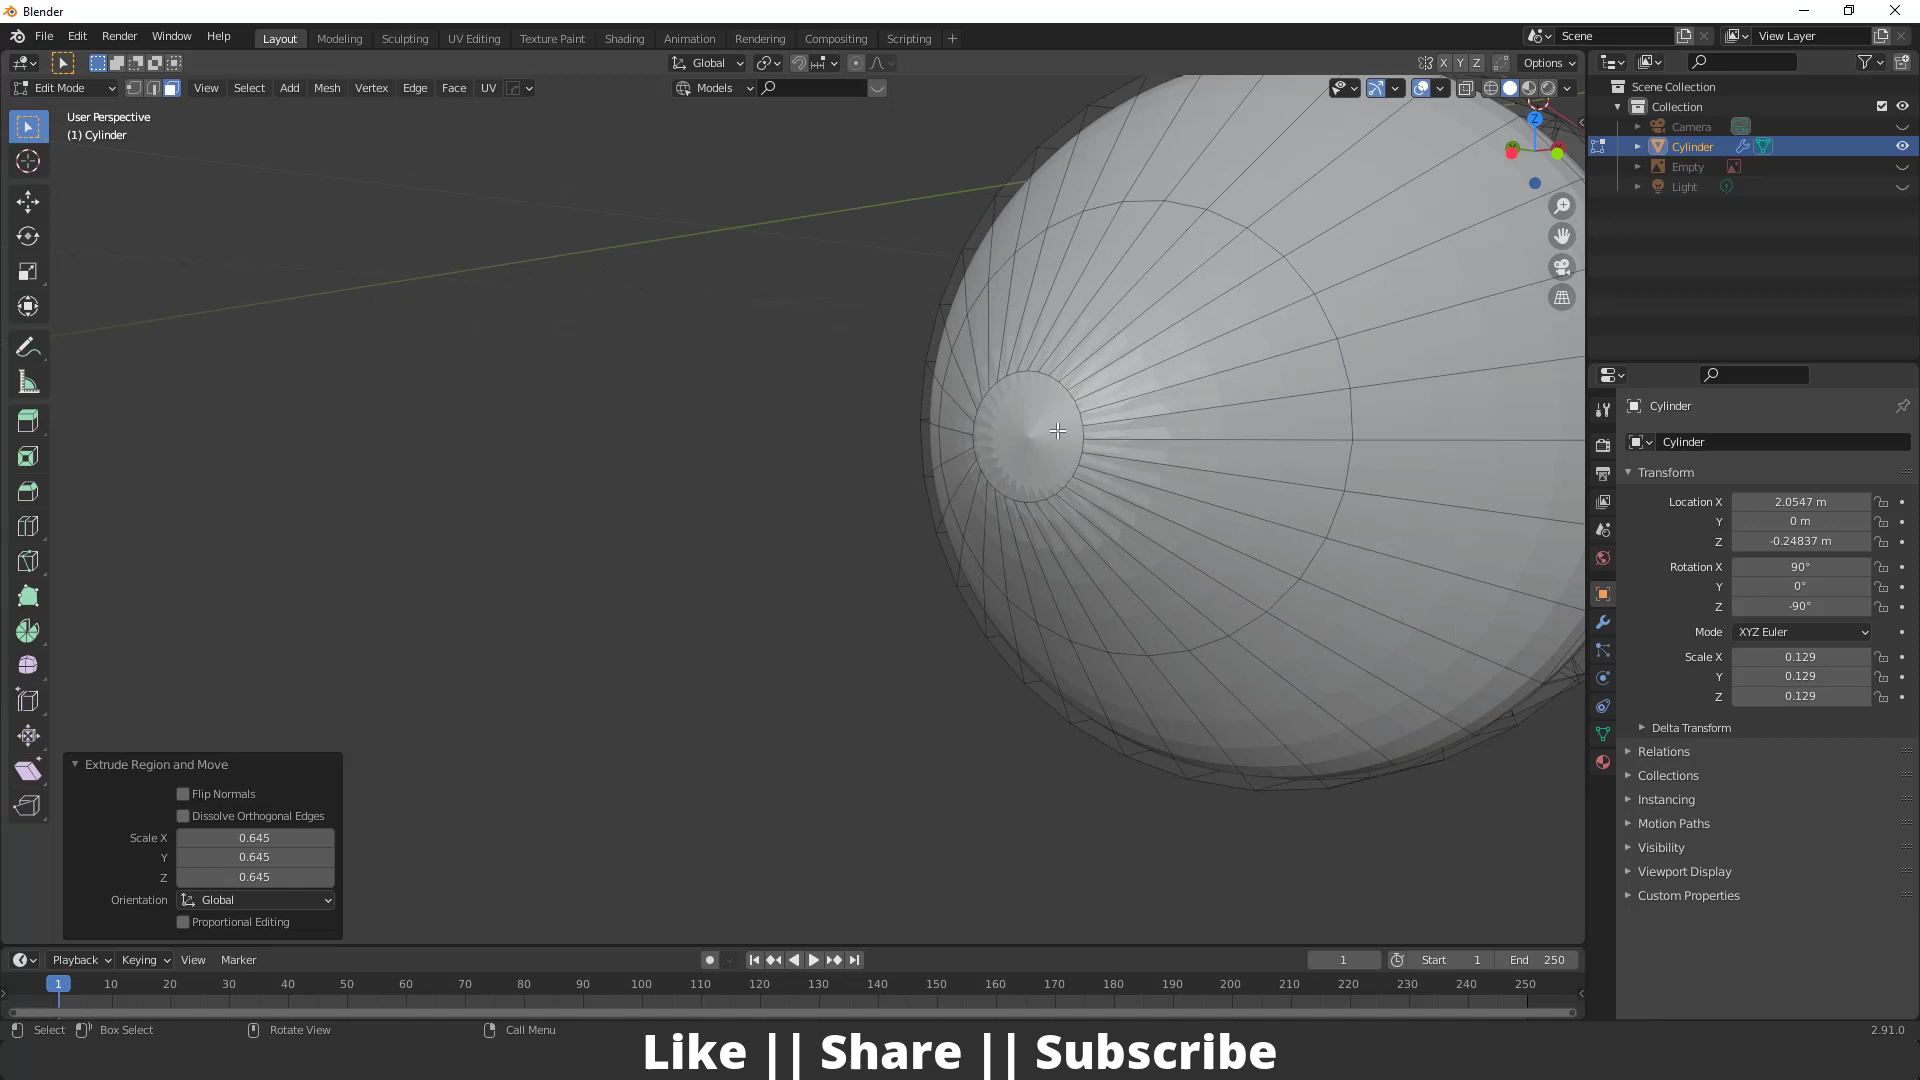 Blender
File Edit Render Window Help
Layout Modeling Sculpting UV Editing Texture Paint Shading Animation Rendering Compositing Scripting +
Scene
View Layer
Global
X Y Z
Options
Edit Mode View Select Add Mesh Vertex Edge Face UV
Models
User Perspective
(1) Cylinder
Z
Scene Collection
Collection
Camera
Cylinder
Empty
Light
Cylinder
Cylinder
Transform
Location X 2.0547 m
Y 0 m
Z -0.24837 m
Rotation X 90°
Y 0°
Z -90°
Mode XYZ Euler
Scale X 0.129
Y 0.129
Z 0.129
Delta Transform
Relations
Collections
Instancing
Motion Paths
Visibility
Viewport Display
Custom Properties
Extrude Region and Move
Flip Normals
Dissolve Orthogonal Edges
Scale X 0.645
Y 0.645
Z 0.645
Orientation Global
Proportional Editing
Playback Keying View Marker
1 Start 1 End 250
1 10 20 30 40 50 60 70 80 90 100 110 120 130 140 150 160 170 180 190 200 210 220 230 240 250
Select Box Select Rotate View Call Menu 2.91.0
Like || Share || Subscribe